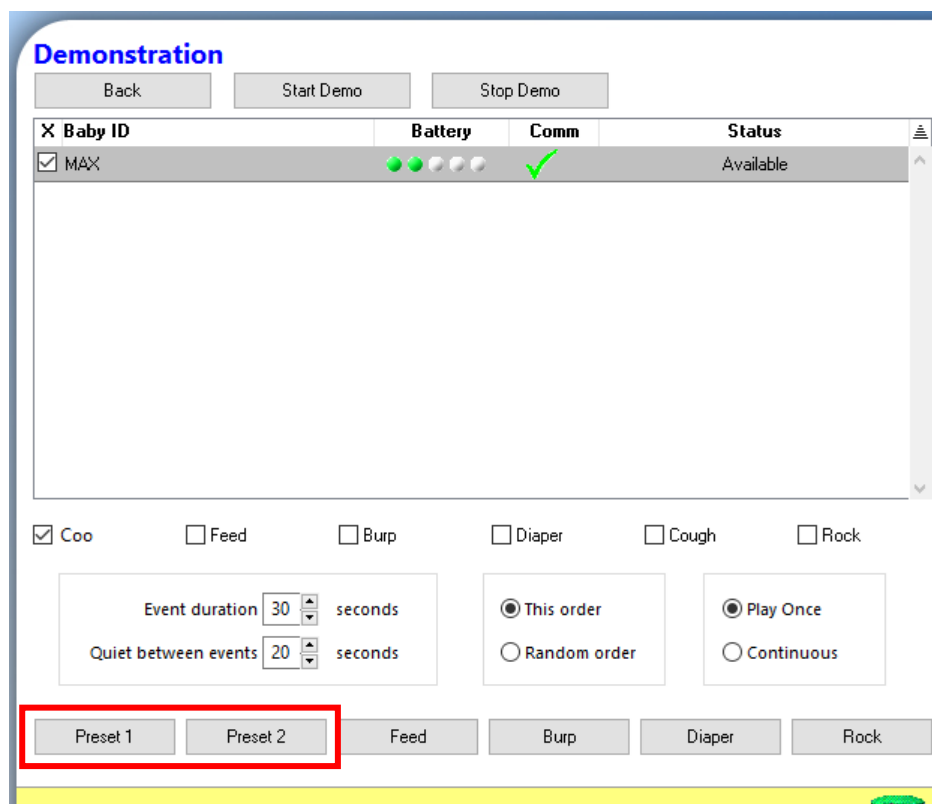 Demonstration
Back Start Demo Stop Demo
X Baby ID Battery Comm Status
MAX Available
Coo Feed Burp Diaper Cough Rock
Event duration 30 seconds This order Play Once
Quiet between events 20 seconds Random order Continuous
Preset 1 Preset 2 Feed Burp Diaper Rock